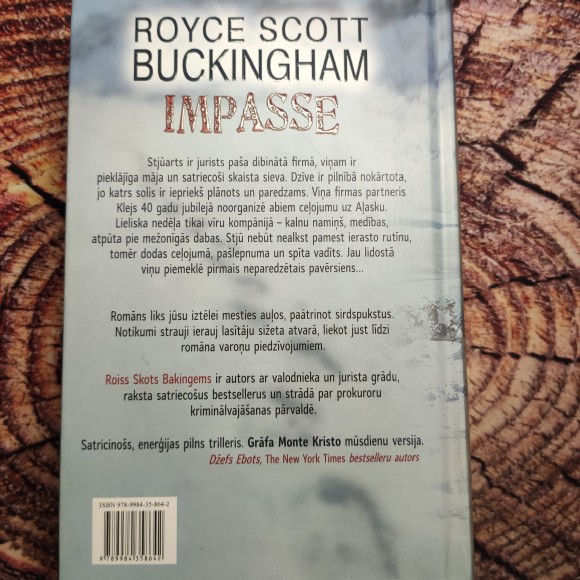 ROYCE SCOTT
BUCKINGHAM
IMPASSE
Stjūarts ir jurists paša dibinātā firmā, viņam ir
pieklājīga māja un satriecoši skaista sieva. Dzīve ir pilnībā nokārtota,
jo katrs solis ir iepriekš plānots un paredzams. Viņa firmas partneris
Klejs 40 gadu jubilejā noorganizē abiem ceļojumu uz Aļasku.
Lieliska nedēļa tikai vīru kompānijā – kalnu namiņš, medības,
atpūta pie mežonīgās dabas. Stjū nebūt nealkst pamest ierasto rutīnu,
tomēr dodas ceļojumā, pašlepnuma un spīta vadīts. Jau lidostā
viņu piemeklē pirmais neparedzētais pavērsiens...
Romāns liks jūsu iztēlei mesties auļos, paātrinot sirdspukstus.
Notikumi strauji ierauj lasītāju sižeta atvarā, liekot just līdzi
romāna varoņu piedzīvojumiem.
Roiss Skots Bakingems ir autors ar valodnieka un jurista grādu,
raksta satriecošus bestsellerus un strādā par prokuroru
kriminālvajāšanas pārvaldē.
Satricinošs, enerģijas pilns trilleris. Grāfa Monte Kristo mūsdienu versija.
Džefs Ebots, The New York Times bestselleru autors
ISBN 978-9984-35-864-2
9 789984 358642